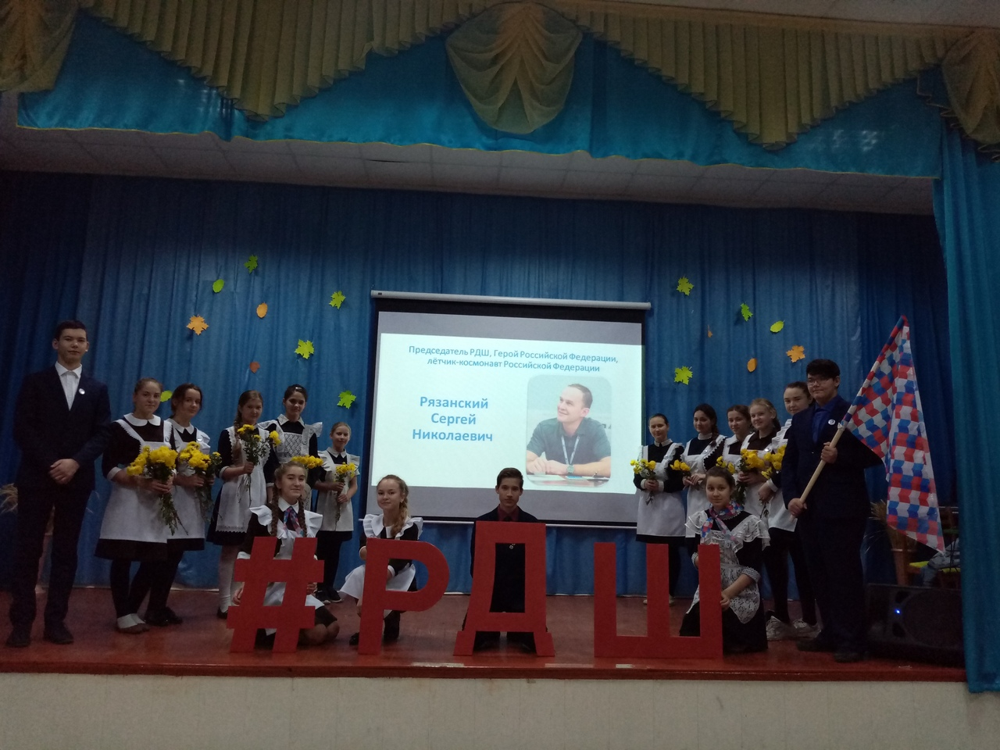 Председатель РДШ, Герой Российской Федерации,
лётчик-космонавт Российской Федерации
Рязанский
Сергей
Николаевич
#РДШ